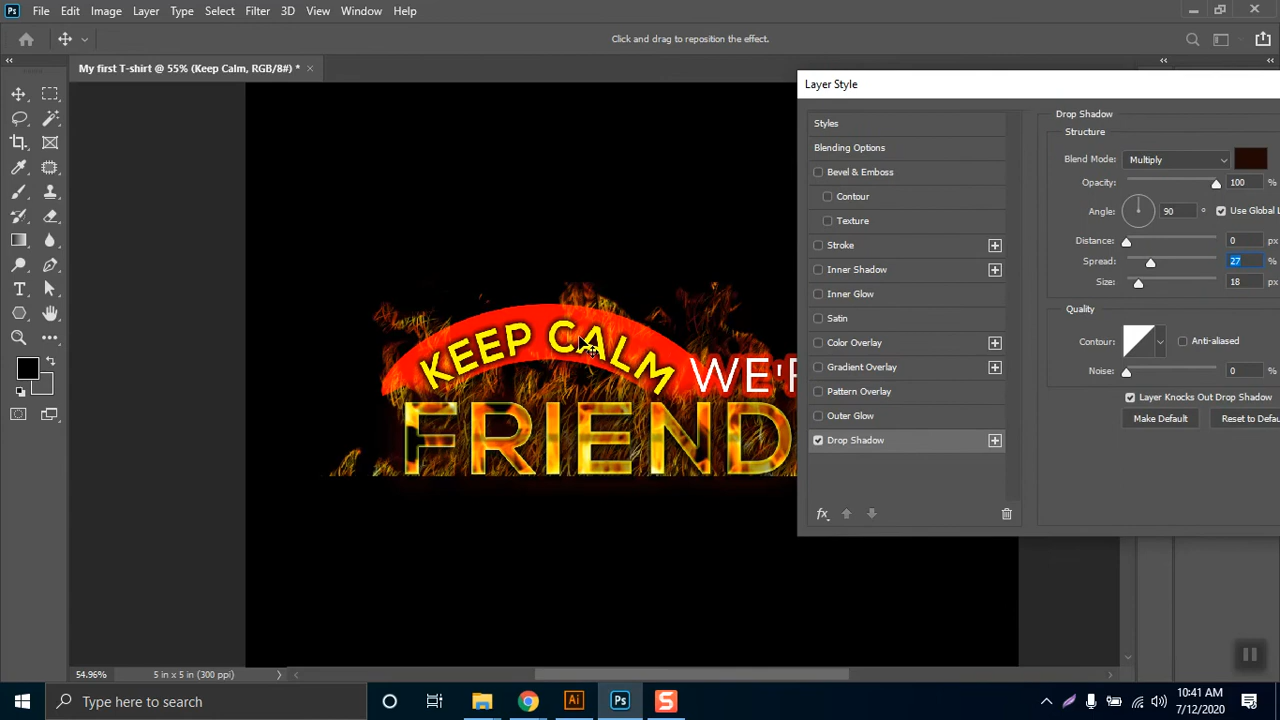 Ps File Edit Image Layer Type Select Filter 3D View Window Help
Click and drag to reposition the effect.
My first T-shirt @ 55% (Keep Calm, RGB/8#) *
Layer Style
Styles
Blending Options
Bevel & Emboss
Contour
Texture
Stroke
Inner Shadow
Inner Glow
Satin
Color Overlay
Gradient Overlay
Pattern Overlay
Outer Glow
Drop Shadow
fx
Drop Shadow
Structure
Blend Mode: Multiply
Opacity: 100 %
Angle: 90 ° Use Global
Distance: 0 px
Spread: 27 %
Size: 18 px
Quality
Contour: Anti-aliased
Noise: 0 %
Layer Knocks Out Drop Shadow
Make Default Reset to
KEEP CALM
WE'R
FRIEND
54.96% 5 in x 5 in (300 ppi)
Type here to search
Ai Ps S
10:41 AM
7/12/2020